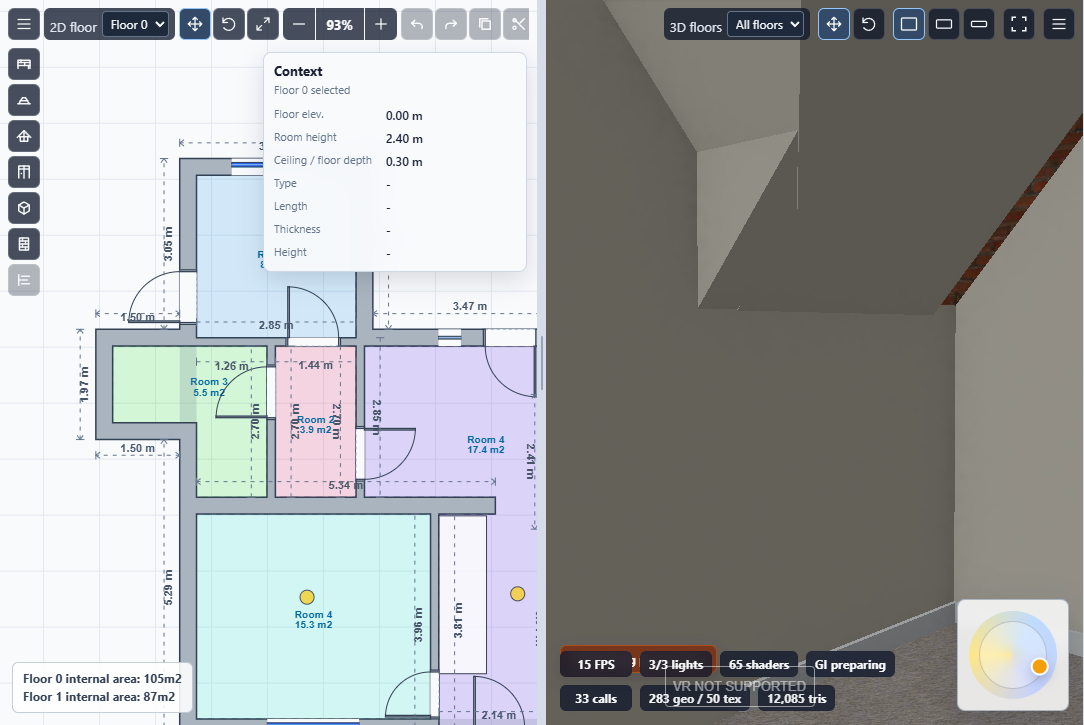 2D floor
Floor 0
93%
3D floors
All floors
Context
Floor 0 selected
Floor elev.
0.00 m
Room height
2.40 m
Ceiling / floor depth
0.30 m
Type
-
Length
-
Thickness
-
Height
-
3.05 m
2.85 m
3.47 m
1.50 m
1.97 m
1.26 m
1.44 m
Room 3
5.5 m2
2.70 m
2.70 m
Room 2
3.9 m2
2.85 m
Room 4
17.4 m2
2.41 m
1.50 m
5.34 m
5.29 m
Room 4
15.3 m2
3.96 m
3.81 m
2.14 m
Floor 0 internal area: 105m2
Floor 1 internal area: 87m2
15 FPS
3/3 lights
65 shaders
GI preparing
VR NOT SUPPORTED
33 calls
283 geo / 50 tex
12,085 tris